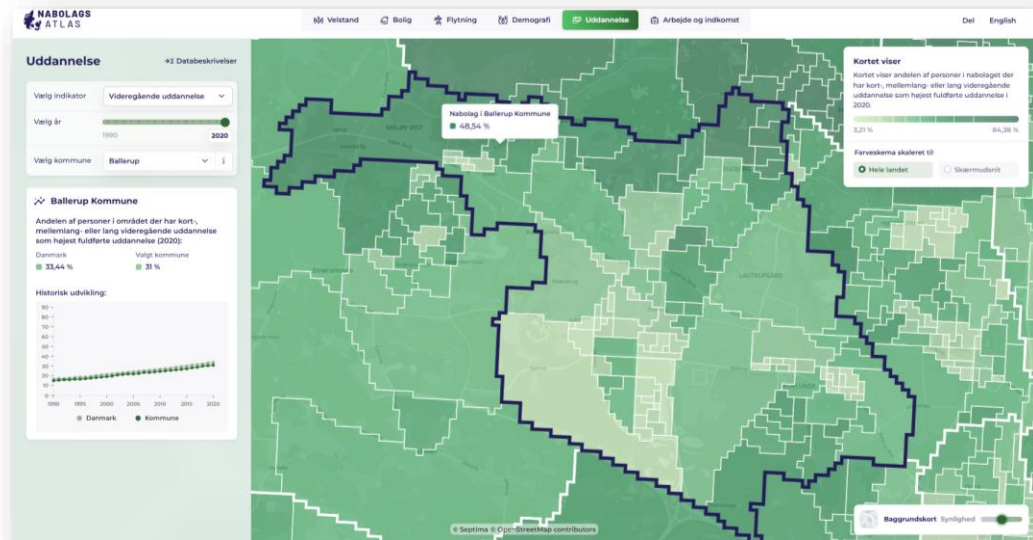 NABOLAGS
ATLAS
Velstand
Bolig
Flytning
Demografi
Uddannelse
Arbejde og indkomst
Del
English
Uddannelse
Databeskrivelser
Vælg indikator
Videregående uddannelse
Vælg år
1990
2020
Vælg kommune
Ballerup
Ballerup Kommune
Andelen af personer i området der har kort-,
mellemlang- eller lang videregående uddannelse
som højest fuldførte uddannelse (2020):
Danmark
Valgt kommune
33,44 %
31 %
Historisk udvikling:
90
80
70
60
50
40
30
20
10
0
1990
1995
2000
2005
2010
2015
2020
Danmark
Kommune
Nabolag i Ballerup Kommune
48,54 %
MÅLØV VEST
LAUTRUPGÅRD
Kortet viser
Kortet viser andelen af personer i nabolaget der
har kort-, mellemlang- eller lang videregående
uddannelse som højest fuldførte uddannelse i
2020.
3,21 %
84,38 %
Farveskema skaleret til
Hele landet
Skærmudsnit
© Septima © OpenStreetMap contributors
Baggrundskort
Synlighed